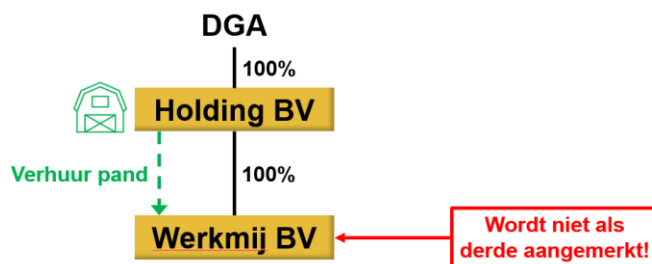 DGA
100%
Holding BV
Verhuur pand
100%
Werkmij BV
Wordt niet als
derde aangemerkt!